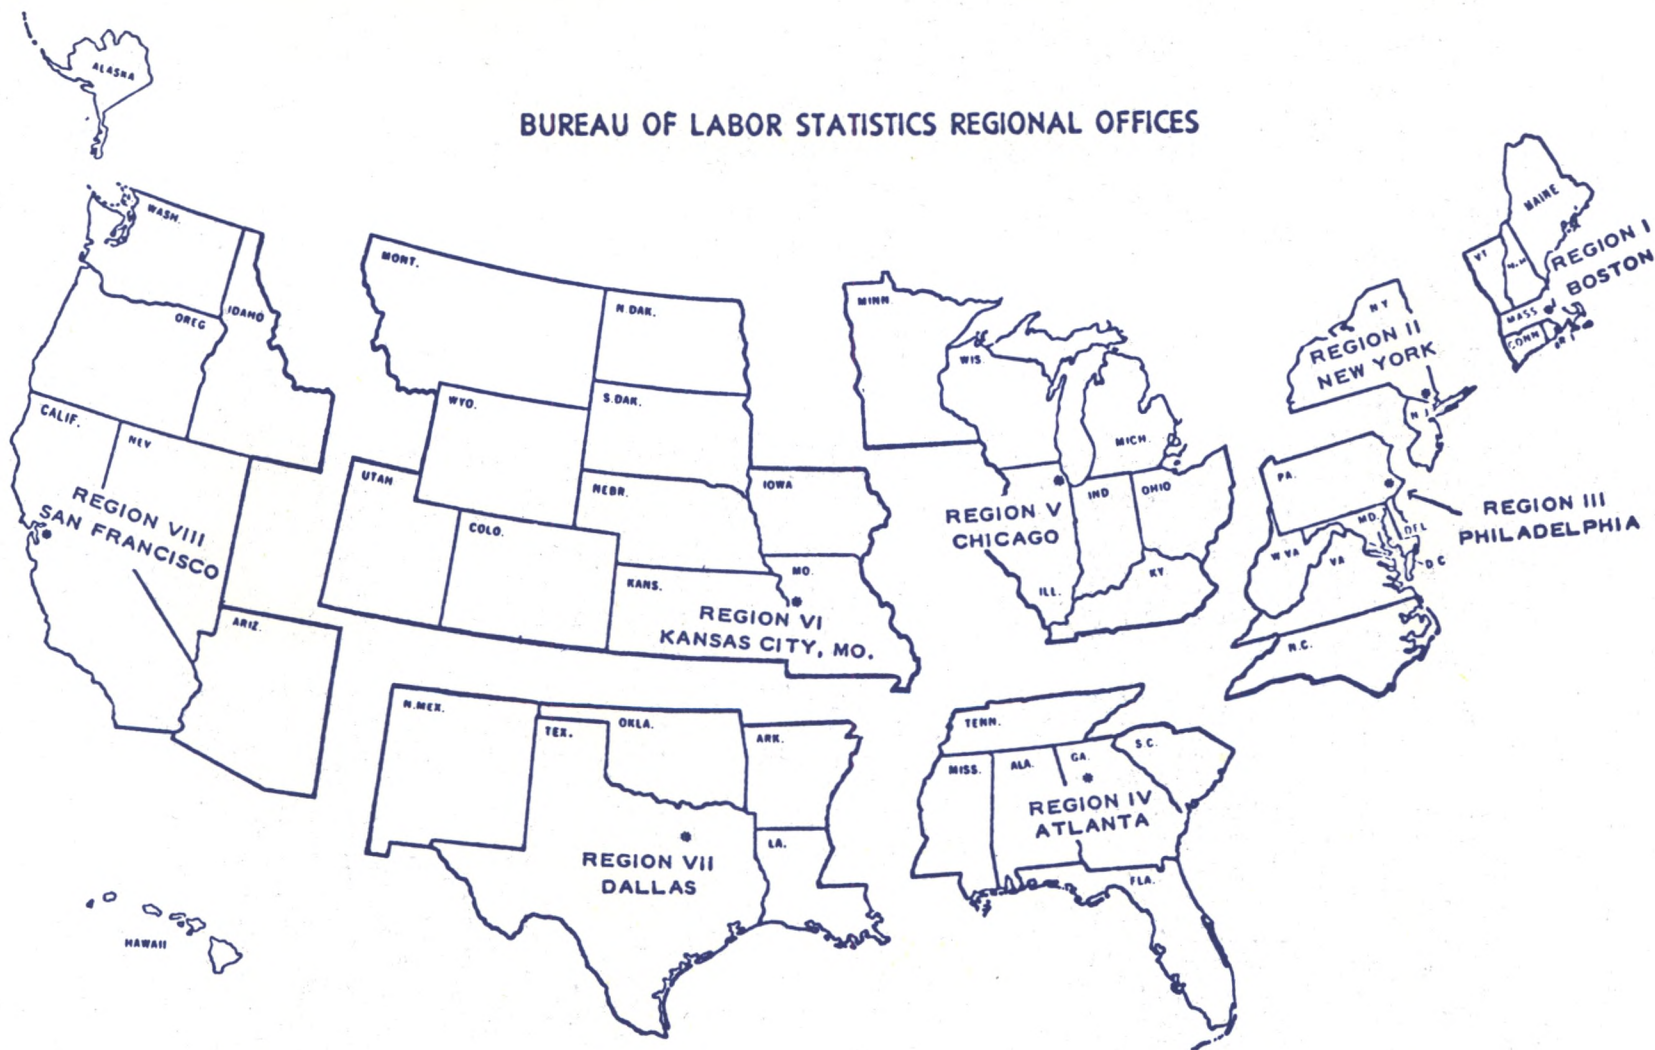 ALASKA
BUREAU OF LABOR STATISTICS REGIONAL OFFICES
WASH.
OREG
IDAHO
CALIF.
NEV
REGION VIII
SAN FRANCISCO
ARIZ.
HAWAII
MONT.
N.DAK.
WYO.
S.DAK.
UTAH
NEBR.
IOWA
COLO.
KANS.
MO.
REGION VI
KANSAS CITY, MO.
N.MEX.
TEX.
OKLA.
ARK.
LA.
REGION VII
DALLAS
MINN.
WIS
MICH.
IND
OHIO
REGION V
CHICAGO
ILL.
KY.
TENN.
MISS.
ALA.
GA.
S.C.
REGION IV
ATLANTA
FLA.
MAINE
VT
N.H.
REGION I
BOSTON
MASS
CONN
R I
N Y
REGION II
NEW YORK
N J
PA.
REGION III
PHILADELPHIA
MD.
DEL
D C
W VA
VA
N.C.